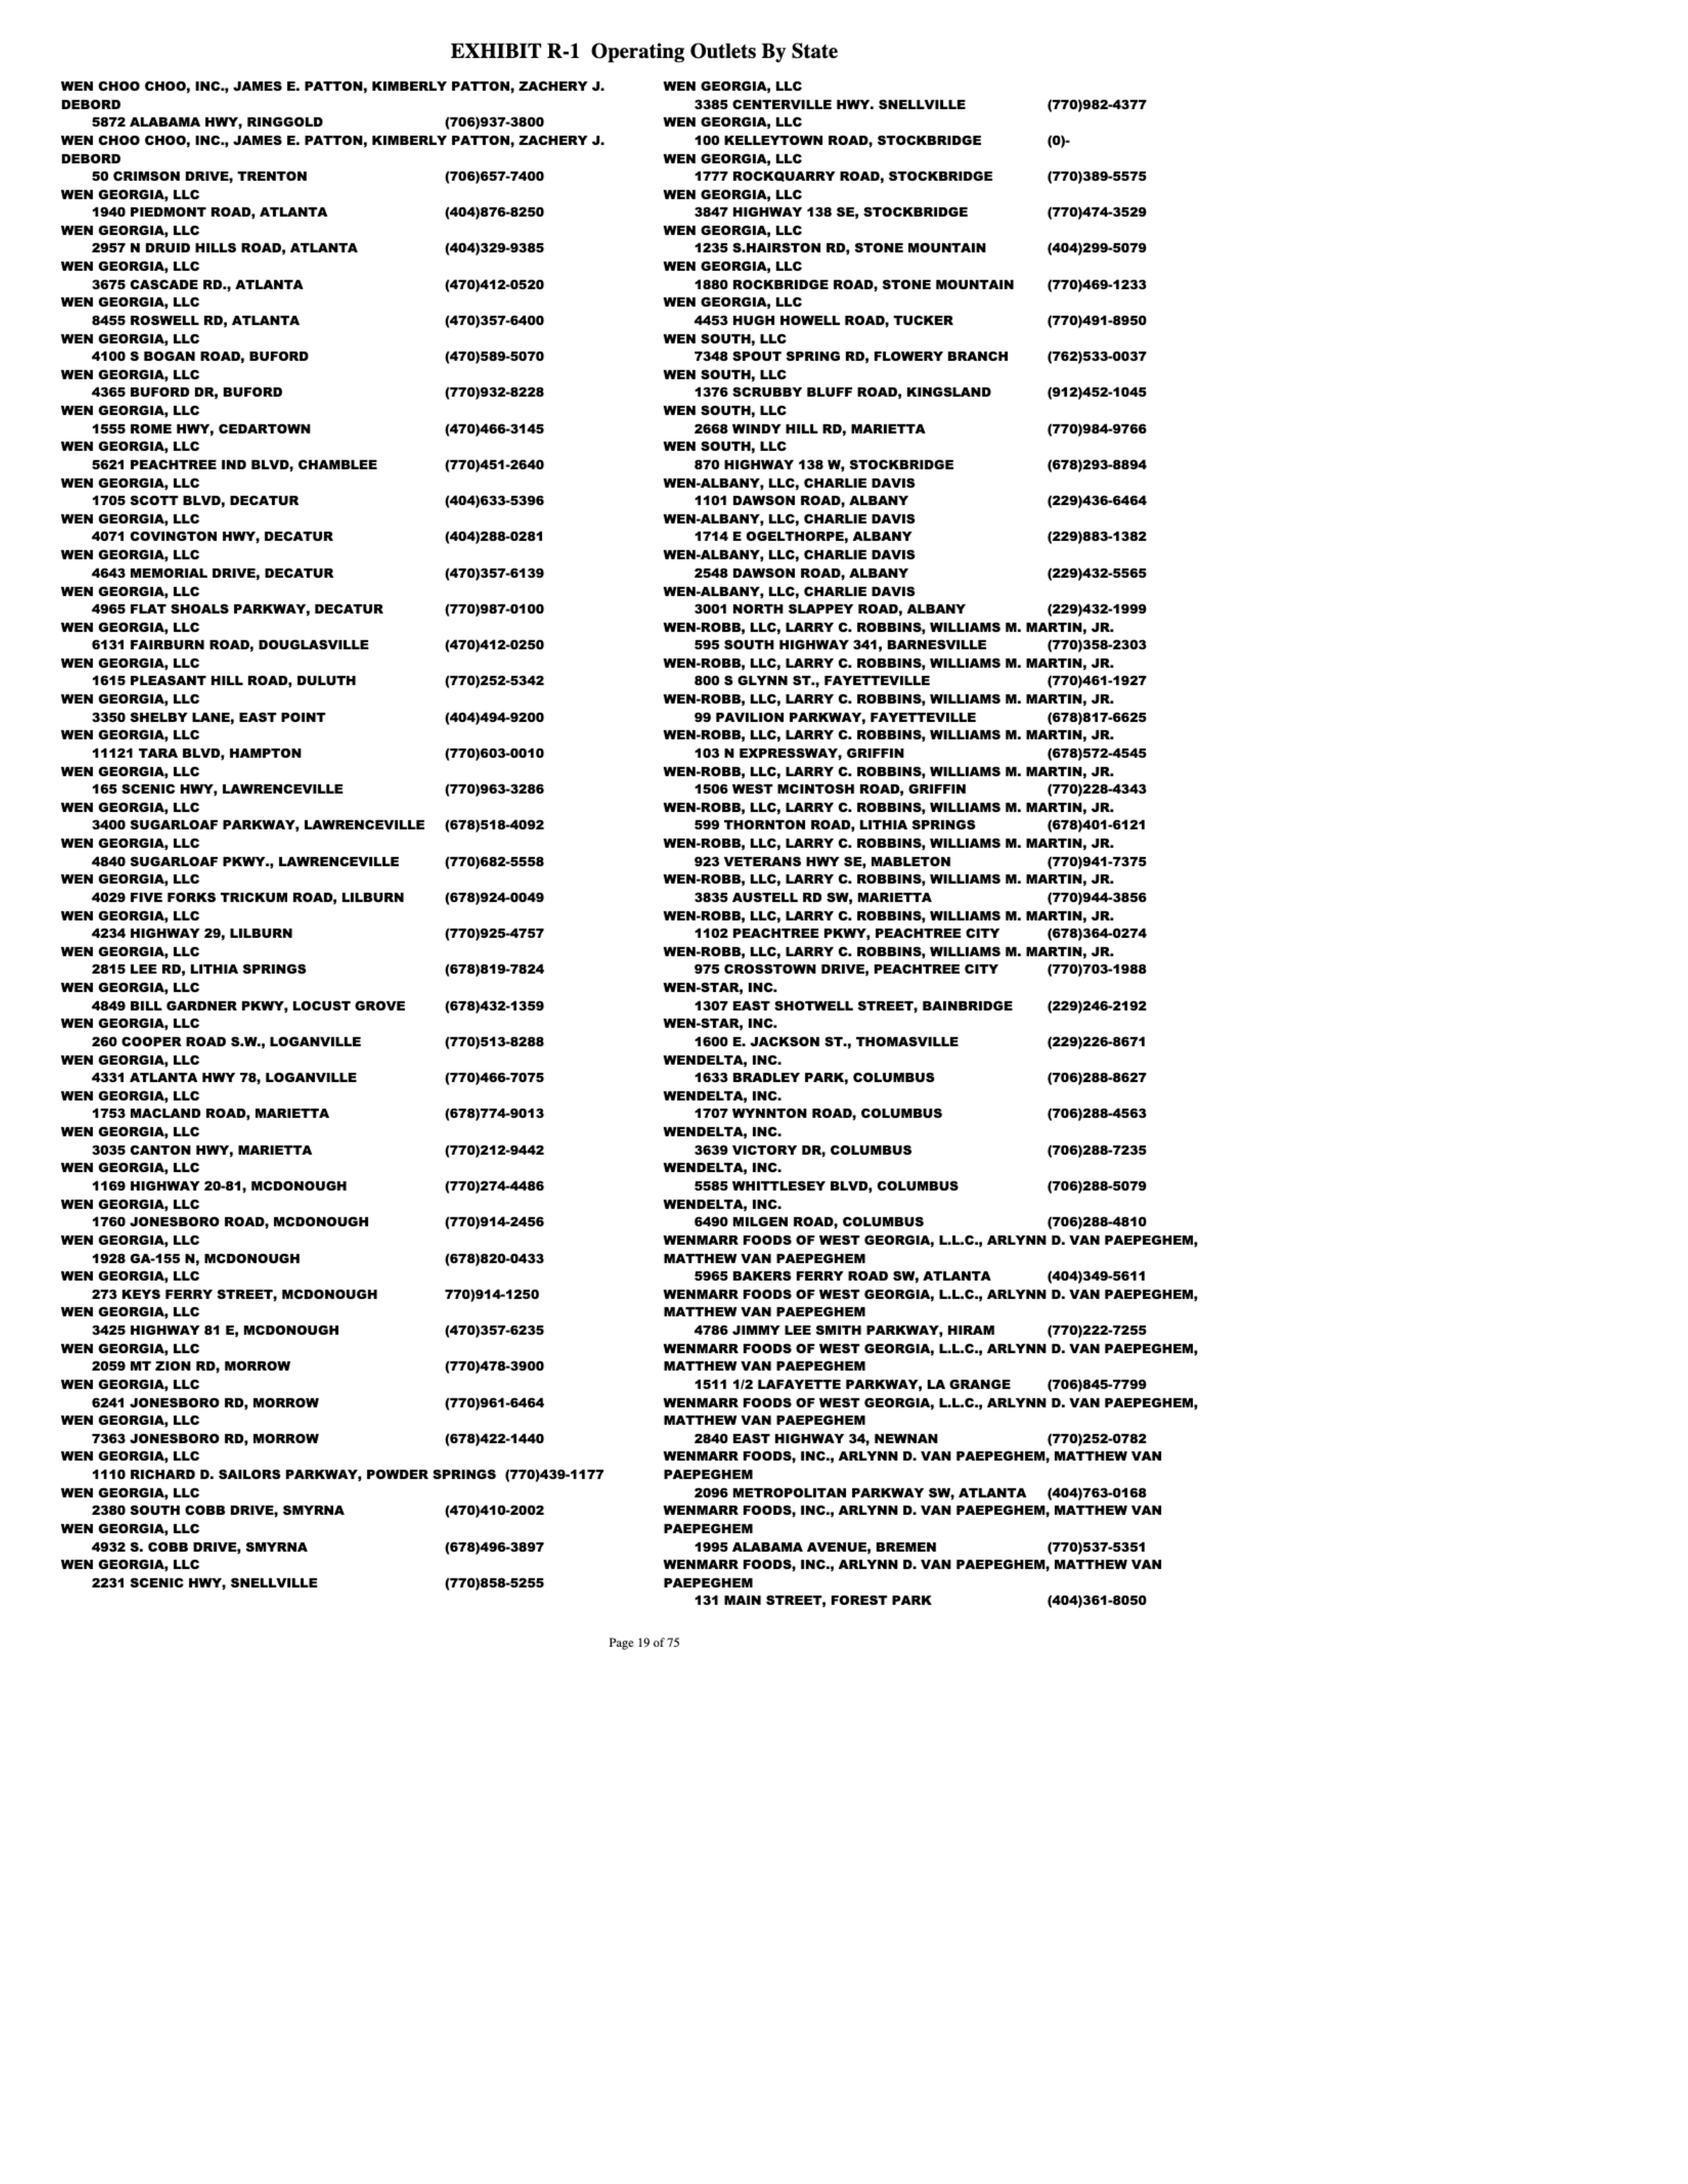 EXHIBIT R-1 Operating Outlets By State
WEN CHOO CHOO, INC., JAMES E. PATTON, KIMBERLY PATTON, ZACHERY J.
DEBORD
5872 ALABAMA HWY, RINGGOLD (706)937-3800
WEN CHOO CHOO, INC., JAMES E. PATTON, KIMBERLY PATTON, ZACHERY J.
DEBORD
50 CRIMSON DRIVE, TRENTON (706)657-7400
WEN GEORGIA, LLC
1940 PIEDMONT ROAD, ATLANTA (404)876-8250
WEN GEORGIA, LLC
2957 N DRUID HILLS ROAD, ATLANTA (404)329-9385
WEN GEORGIA, LLC
3675 CASCADE RD., ATLANTA (470)412-0520
WEN GEORGIA, LLC
8455 ROSWELL RD, ATLANTA (470)357-6400
WEN GEORGIA, LLC
4100 S BOGAN ROAD, BUFORD (470)589-5070
WEN GEORGIA, LLC
4365 BUFORD DR, BUFORD (770)932-8228
WEN GEORGIA, LLC
1555 ROME HWY, CEDARTOWN (470)466-3145
WEN GEORGIA, LLC
5621 PEACHTREE IND BLVD, CHAMBLEE (770)451-2640
WEN GEORGIA, LLC
1705 SCOTT BLVD, DECATUR (404)633-5396
WEN GEORGIA, LLC
4071 COVINGTON HWY, DECATUR (404)288-0281
WEN GEORGIA, LLC
4643 MEMORIAL DRIVE, DECATUR (470)357-6139
WEN GEORGIA, LLC
4965 FLAT SHOALS PARKWAY, DECATUR (770)987-0100
WEN GEORGIA, LLC
6131 FAIRBURN ROAD, DOUGLASVILLE (470)412-0250
WEN GEORGIA, LLC
1615 PLEASANT HILL ROAD, DULUTH (770)252-5342
WEN GEORGIA, LLC
3350 SHELBY LANE, EAST POINT (404)494-9200
WEN GEORGIA, LLC
11121 TARA BLVD, HAMPTON (770)603-0010
WEN GEORGIA, LLC
165 SCENIC HWY, LAWRENCEVILLE (770)963-3286
WEN GEORGIA, LLC
3400 SUGARLOAF PARKWAY, LAWRENCEVILLE (678)518-4092
WEN GEORGIA, LLC
4840 SUGARLOAF PKWY., LAWRENCEVILLE (770)682-5558
WEN GEORGIA, LLC
4029 FIVE FORKS TRICKUM ROAD, LILBURN (678)924-0049
WEN GEORGIA, LLC
4234 HIGHWAY 29, LILBURN (770)925-4757
WEN GEORGIA, LLC
2815 LEE RD, LITHIA SPRINGS (678)819-7824
WEN GEORGIA, LLC
4849 BILL GARDNER PKWY, LOCUST GROVE (678)432-1359
WEN GEORGIA, LLC
260 COOPER ROAD S.W., LOGANVILLE (770)513-8288
WEN GEORGIA, LLC
4331 ATLANTA HWY 78, LOGANVILLE (770)466-7075
WEN GEORGIA, LLC
1753 MACLAND ROAD, MARIETTA (678)774-9013
WEN GEORGIA, LLC
3035 CANTON HWY, MARIETTA (770)212-9442
WEN GEORGIA, LLC
1169 HIGHWAY 20-81, MCDONOUGH (770)274-4486
WEN GEORGIA, LLC
1760 JONESBORO ROAD, MCDONOUGH (770)914-2456
WEN GEORGIA, LLC
1928 GA-155 N, MCDONOUGH (678)820-0433
WEN GEORGIA, LLC
273 KEYS FERRY STREET, MCDONOUGH 770)914-1250
WEN GEORGIA, LLC
3425 HIGHWAY 81 E, MCDONOUGH (470)357-6235
WEN GEORGIA, LLC
2059 MT ZION RD, MORROW (770)478-3900
WEN GEORGIA, LLC
6241 JONESBORO RD, MORROW (770)961-6464
WEN GEORGIA, LLC
7363 JONESBORO RD, MORROW (678)422-1440
WEN GEORGIA, LLC
1110 RICHARD D. SAILORS PARKWAY, POWDER SPRINGS (770)439-1177
WEN GEORGIA, LLC
2380 SOUTH COBB DRIVE, SMYRNA (470)410-2002
WEN GEORGIA, LLC
4932 S. COBB DRIVE, SMYRNA (678)496-3897
WEN GEORGIA, LLC
2231 SCENIC HWY, SNELLVILLE (770)858-5255
WEN GEORGIA, LLC
3385 CENTERVILLE HWY. SNELLVILLE (770)982-4377
WEN GEORGIA, LLC
100 KELLEYTOWN ROAD, STOCKBRIDGE (0)-
WEN GEORGIA, LLC
1777 ROCKQUARRY ROAD, STOCKBRIDGE (770)389-5575
WEN GEORGIA, LLC
3847 HIGHWAY 138 SE, STOCKBRIDGE (770)474-3529
WEN GEORGIA, LLC
1235 S.HAIRSTON RD, STONE MOUNTAIN (404)299-5079
WEN GEORGIA, LLC
1880 ROCKBRIDGE ROAD, STONE MOUNTAIN (770)469-1233
WEN GEORGIA, LLC
4453 HUGH HOWELL ROAD, TUCKER (770)491-8950
WEN SOUTH, LLC
7348 SPOUT SPRING RD, FLOWERY BRANCH (762)533-0037
WEN SOUTH, LLC
1376 SCRUBBY BLUFF ROAD, KINGSLAND (912)452-1045
WEN SOUTH, LLC
2668 WINDY HILL RD, MARIETTA (770)984-9766
WEN SOUTH, LLC
870 HIGHWAY 138 W, STOCKBRIDGE (678)293-8894
WEN-ALBANY, LLC, CHARLIE DAVIS
1101 DAWSON ROAD, ALBANY (229)436-6464
WEN-ALBANY, LLC, CHARLIE DAVIS
1714 E OGELTHORPE, ALBANY (229)883-1382
WEN-ALBANY, LLC, CHARLIE DAVIS
2548 DAWSON ROAD, ALBANY (229)432-5565
WEN-ALBANY, LLC, CHARLIE DAVIS
3001 NORTH SLAPPEY ROAD, ALBANY (229)432-1999
WEN-ROBB, LLC, LARRY C. ROBBINS, WILLIAMS M. MARTIN, JR.
595 SOUTH HIGHWAY 341, BARNESVILLE (770)358-2303
WEN-ROBB, LLC, LARRY C. ROBBINS, WILLIAMS M. MARTIN, JR.
800 S GLYNN ST., FAYETTEVILLE (770)461-1927
WEN-ROBB, LLC, LARRY C. ROBBINS, WILLIAMS M. MARTIN, JR.
99 PAVILION PARKWAY, FAYETTEVILLE (678)817-6625
WEN-ROBB, LLC, LARRY C. ROBBINS, WILLIAMS M. MARTIN, JR.
103 N EXPRESSWAY, GRIFFIN (678)572-4545
WEN-ROBB, LLC, LARRY C. ROBBINS, WILLIAMS M. MARTIN, JR.
1506 WEST MCINTOSH ROAD, GRIFFIN (770)228-4343
WEN-ROBB, LLC, LARRY C. ROBBINS, WILLIAMS M. MARTIN, JR.
599 THORNTON ROAD, LITHIA SPRINGS (678)401-6121
WEN-ROBB, LLC, LARRY C. ROBBINS, WILLIAMS M. MARTIN, JR.
923 VETERANS HWY SE, MABLETON (770)941-7375
WEN-ROBB, LLC, LARRY C. ROBBINS, WILLIAMS M. MARTIN, JR.
3835 AUSTELL RD SW, MARIETTA (770)944-3856
WEN-ROBB, LLC, LARRY C. ROBBINS, WILLIAMS M. MARTIN, JR.
1102 PEACHTREE PKWY, PEACHTREE CITY (678)364-0274
WEN-ROBB, LLC, LARRY C. ROBBINS, WILLIAMS M. MARTIN, JR.
975 CROSSTOWN DRIVE, PEACHTREE CITY (770)703-1988
WEN-STAR, INC.
1307 EAST SHOTWELL STREET, BAINBRIDGE (229)246-2192
WEN-STAR, INC.
1600 E. JACKSON ST., THOMASVILLE (229)226-8671
WENDELTA, INC.
1633 BRADLEY PARK, COLUMBUS (706)288-8627
WENDELTA, INC.
1707 WYNNTON ROAD, COLUMBUS (706)288-4563
WENDELTA, INC.
3639 VICTORY DR, COLUMBUS (706)288-7235
WENDELTA, INC.
5585 WHITTLESEY BLVD, COLUMBUS (706)288-5079
WENDELTA, INC.
6490 MILGEN ROAD, COLUMBUS (706)288-4810
WENMARR FOODS OF WEST GEORGIA, L.L.C., ARLYNN D. VAN PAEPEGHEM,
MATTHEW VAN PAEPEGHEM
5965 BAKERS FERRY ROAD SW, ATLANTA (404)349-5611
WENMARR FOODS OF WEST GEORGIA, L.L.C., ARLYNN D. VAN PAEPEGHEM,
MATTHEW VAN PAEPEGHEM
4786 JIMMY LEE SMITH PARKWAY, HIRAM (770)222-7255
WENMARR FOODS OF WEST GEORGIA, L.L.C., ARLYNN D. VAN PAEPEGHEM,
MATTHEW VAN PAEPEGHEM
1511 1/2 LAFAYETTE PARKWAY, LA GRANGE (706)845-7799
WENMARR FOODS OF WEST GEORGIA, L.L.C., ARLYNN D. VAN PAEPEGHEM,
MATTHEW VAN PAEPEGHEM
2840 EAST HIGHWAY 34, NEWNAN (770)252-0782
WENMARR FOODS, INC., ARLYNN D. VAN PAEPEGHEM, MATTHEW VAN
PAEPEGHEM
2096 METROPOLITAN PARKWAY SW, ATLANTA (404)763-0168
WENMARR FOODS, INC., ARLYNN D. VAN PAEPEGHEM, MATTHEW VAN
PAEPEGHEM
1995 ALABAMA AVENUE, BREMEN (770)537-5351
WENMARR FOODS, INC., ARLYNN D. VAN PAEPEGHEM, MATTHEW VAN
PAEPEGHEM
131 MAIN STREET, FOREST PARK (404)361-8050
Page 19 of 75